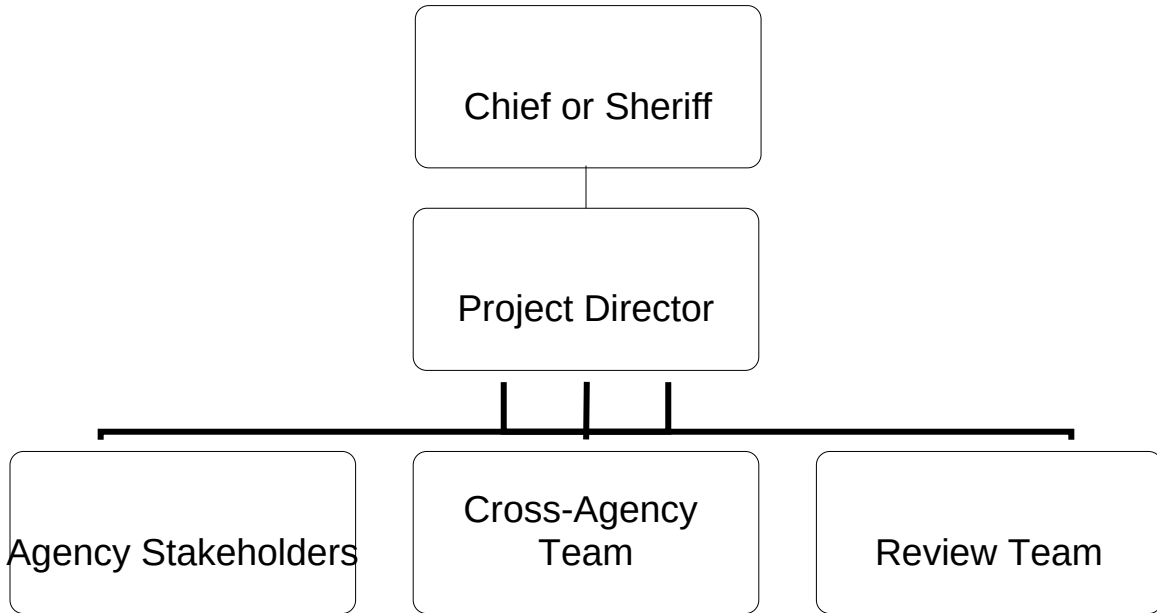 Chief or Sheriff
Project Director
Agency Stakeholders
Cross-Agency
Team
Review Team